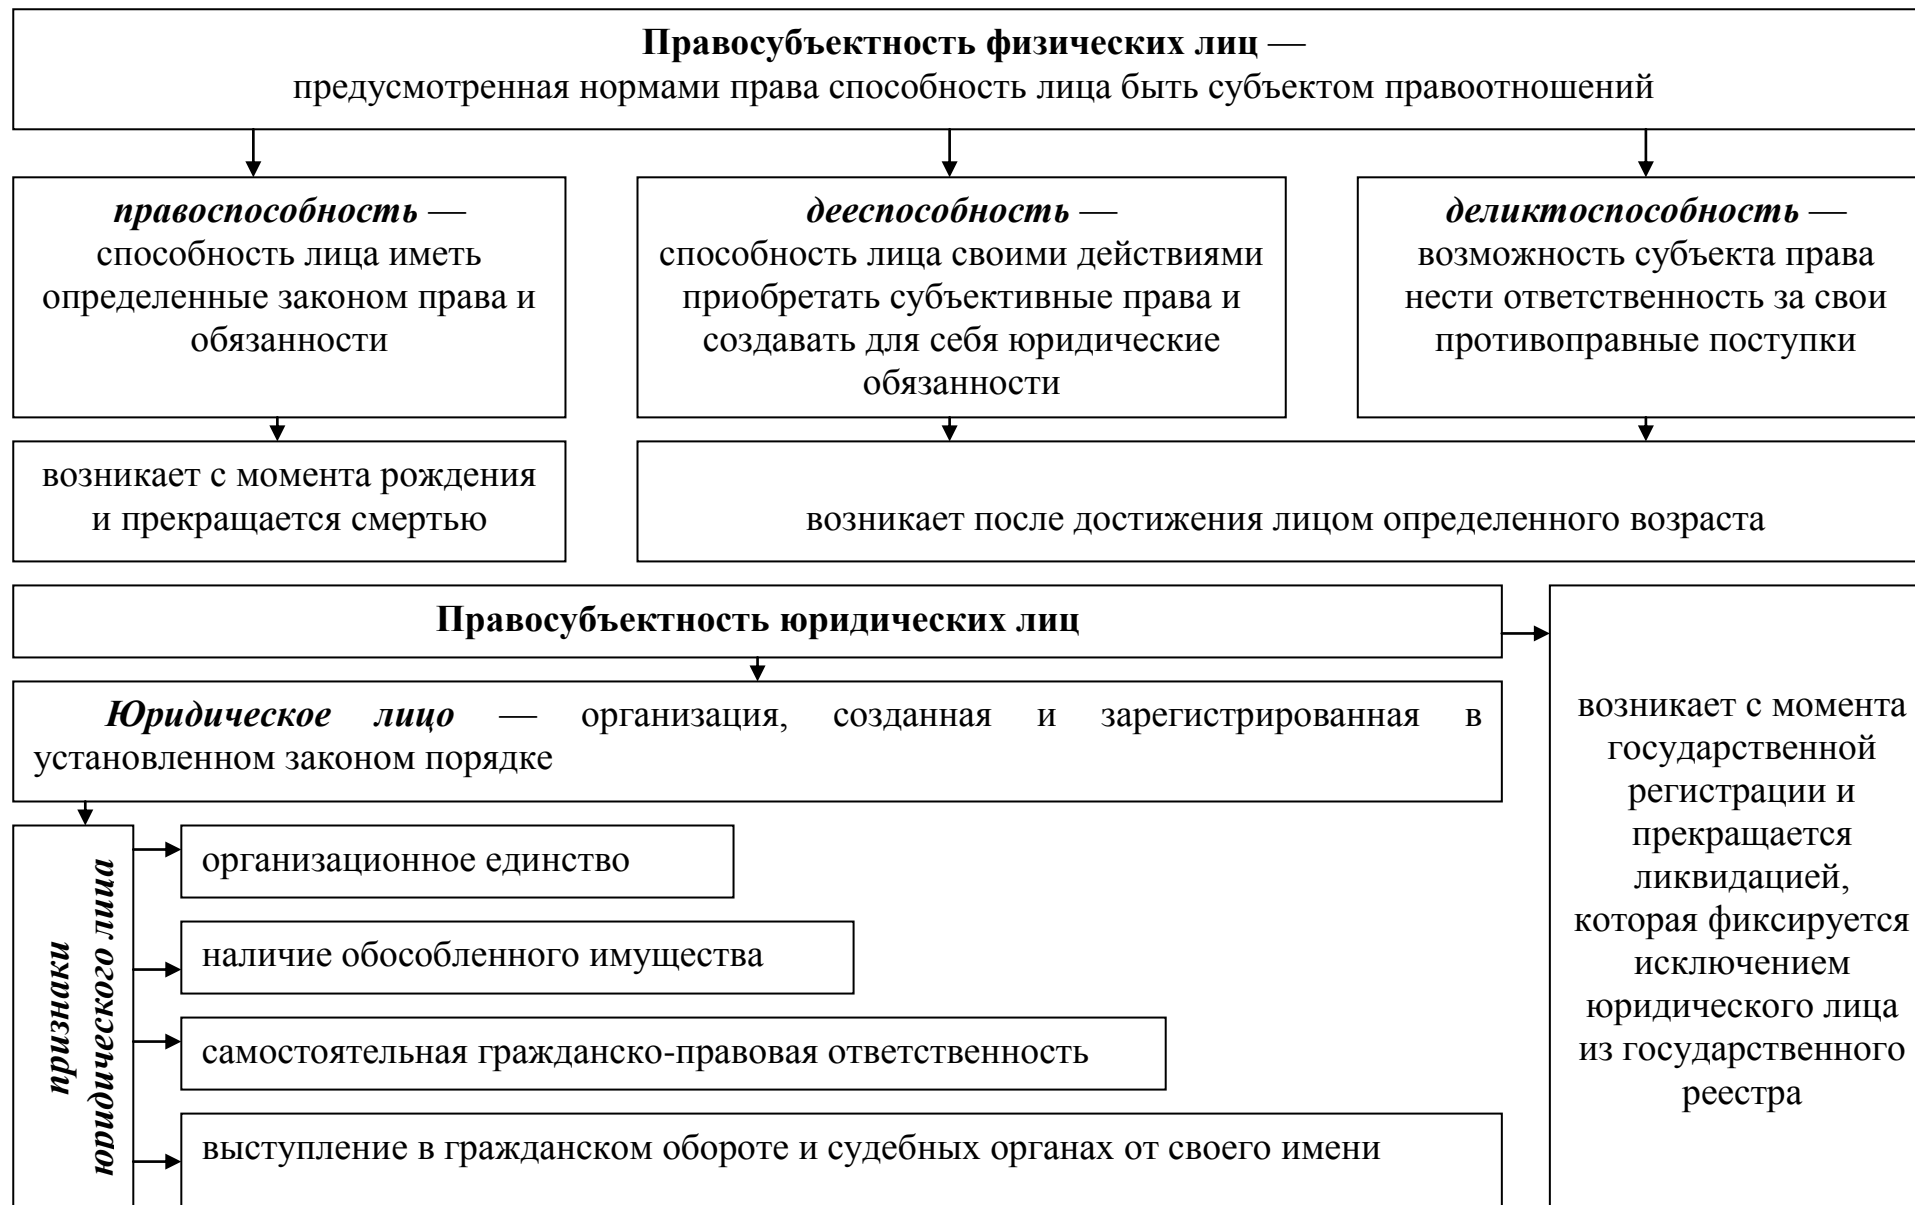 Правосубъектность физических лиц —
предусмотренная нормами права способность лица быть субъектом правоотношений
правоспособность —
способность лица иметь
определенные законом права и
обязанности
дееспособность —
способность лица своими действиями
приобретать субъективные права и
создавать для себя юридические
обязанности
деликтоспособность —
возможность субъекта права
нести ответственность за свои
противоправные поступки
возникает с момента рождения
и прекращается смертью
возникает после достижения лицом определенного возраста
Правосубъектность юридических лиц
Юридическое лицо — организация, созданная и зарегистрированная в
установленном законом порядке
признаки
юридического лица
организационное единство
наличие обособленного имущества
самостоятельная гражданско-правовая ответственность
выступление в гражданском обороте и судебных органах от своего имени
возникает с момента
государственной
регистрации и
прекращается
ликвидацией,
которая фиксируется
исключением
юридического лица
из государственного
реестра